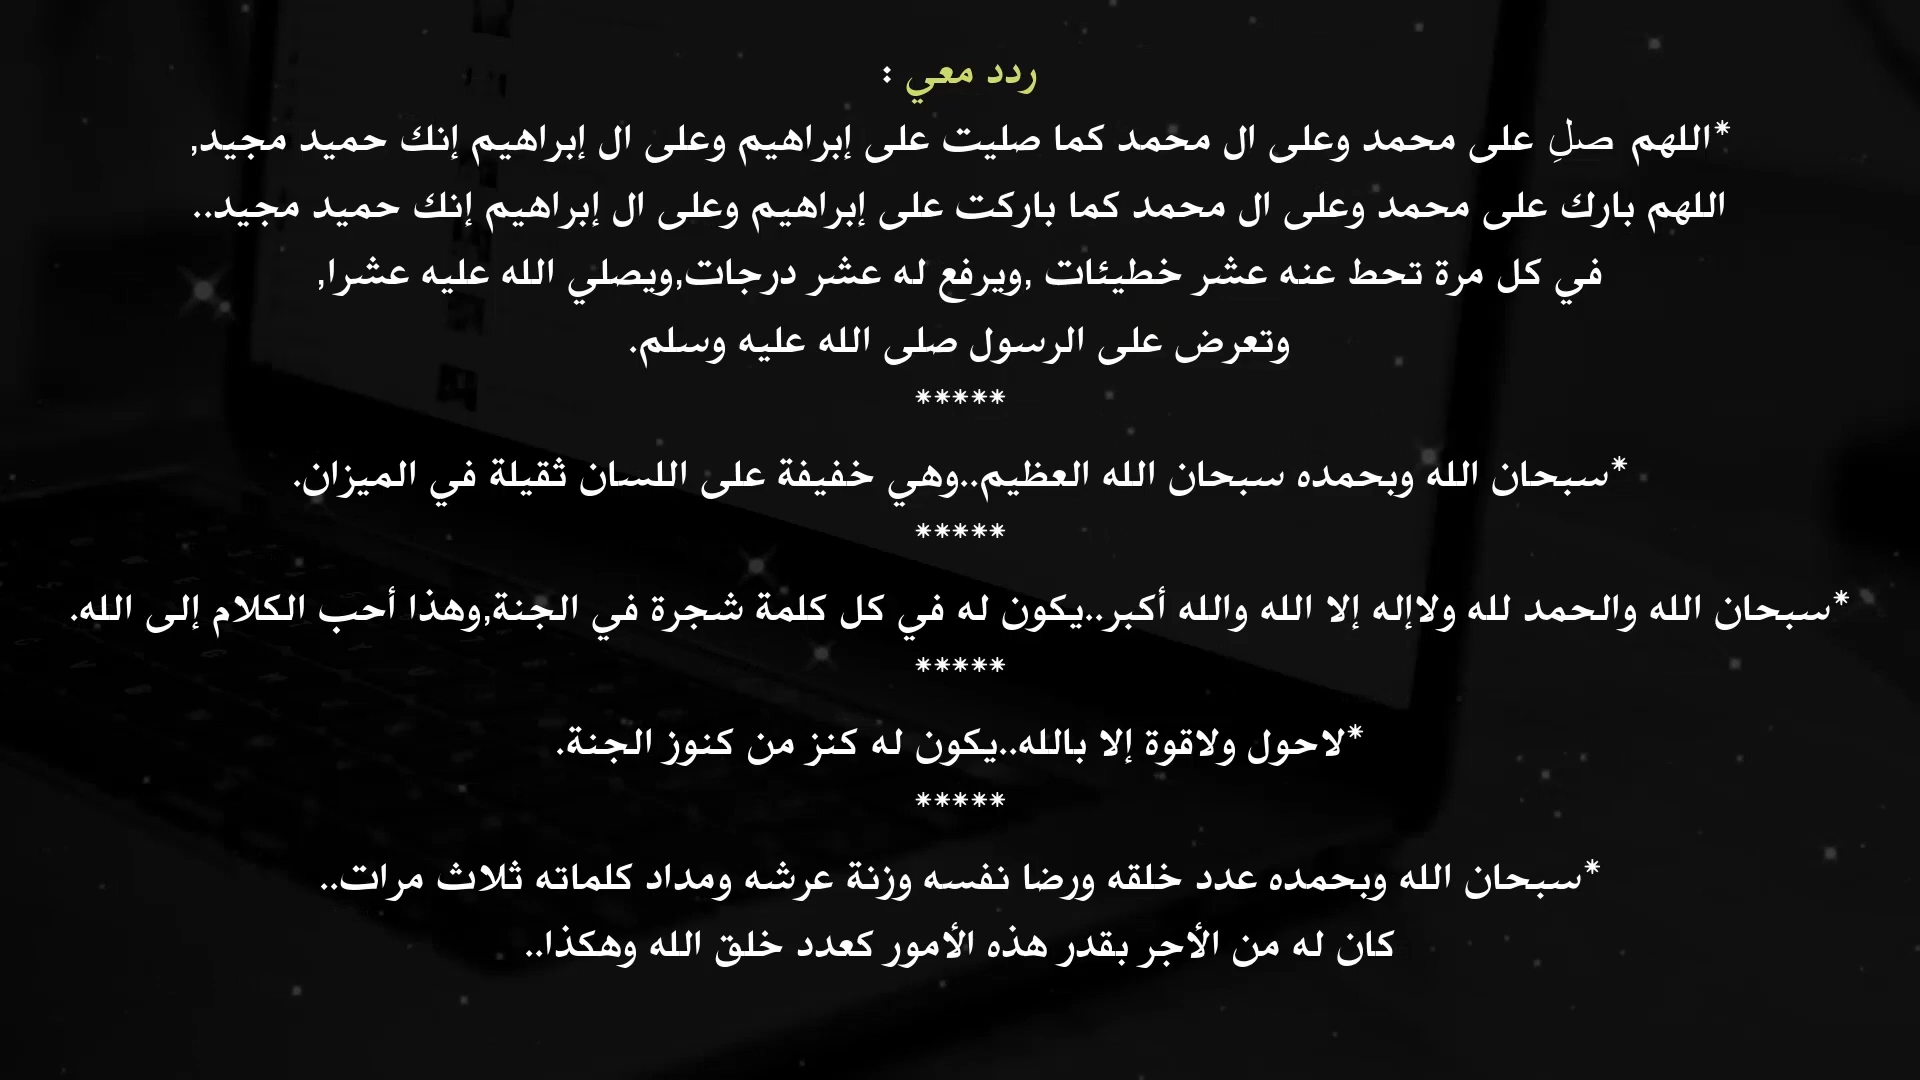 ردد معي :
*اللهم صلِ على محمد وعلى ال محمد كما صليت على إبراهيم وعلى ال إبراهيم إنك حميد مجيد,
اللهم بارك على محمد وعلى ال محمد كما باركت على إبراهيم وعلى ال إبراهيم إنك حميد مجيد..
في كل مرة تحط عنه عشر خطيئات ,ويرفع له عشر درجات,ويصلي الله عليه عشرا,
وتعرض على الرسول صلى الله عليه وسلم.
*****
*سبحان الله وبحمده سبحان الله العظيم..وهي خفيفة على اللسان ثقيلة في الميزان.
*****
*سبحان الله والحمد لله ولاإله إلا الله والله أكبر..يكون له في كل كلمة شجرة في الجنة,وهذا أحب الكلام إلى الله.
*****
*لاحول ولاقوة إلا بالله..يكون له كنز من كنوز الجنة.
*****
*سبحان الله وبحمده عدد خلقه ورضا نفسه وزنة عرشه ومداد كلماته ثلاث مرات..
كان له من الأجر بقدر هذه الأمور كعدد خلق الله وهكذا..